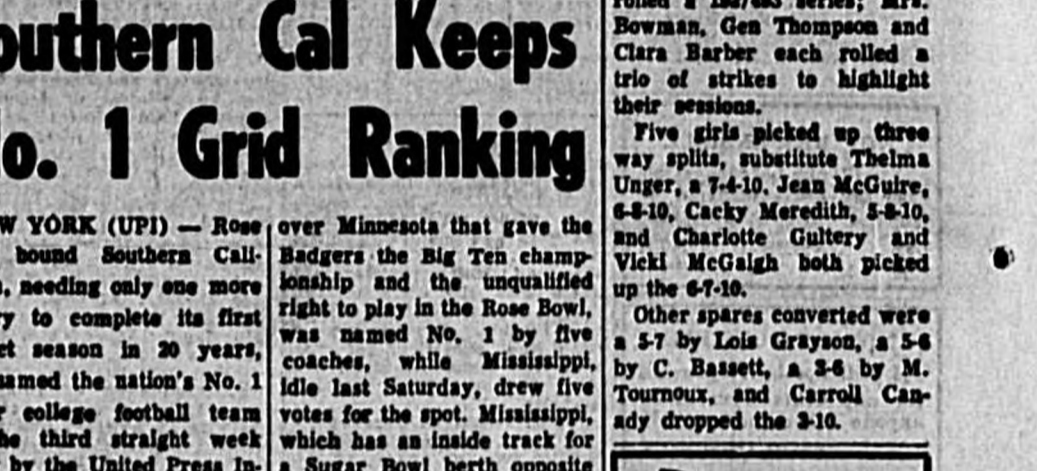 outhern Cal Keeps
o. 1 Grid Ranking
W YORK (UPI) — Rose
bound Southern Cali-
, needing only one more
y to complete its first
ct season in 20 years,
named the nation's No. 1
college football team
he third straight week
by the United Press In-
over Minnesota that gave the
Badgers the Big Ten champ-
ionship and the unqualified
right to play in the Rose Bowl,
was named No. 1 by five
coaches, while Mississippi,
idle last Saturday, drew five
votes for the spot. Mississippi,
which has an inside track for
a Sugar Bowl berth opposite
rolled a series; Mrs.
Bowman, Gen Thompson and
Clara Barber each rolled a
trio of strikes to highlight
their sessions.
Five girls picked up three
way splits, substitute Thelma
Unger, a 7-4-10, Jean McGuire,
6-8-10, Cacky Meredith, 5-8-10,
and Charlotte Gultery and
Vicki McGaigh both picked
up the 6-7-10.
Other spares converted were
a 5-7 by Lois Grayson, a 5-6
by C. Bassett, a 3-6 by M.
Tournoux, and Carroll Can-
ady dropped the 3-10.